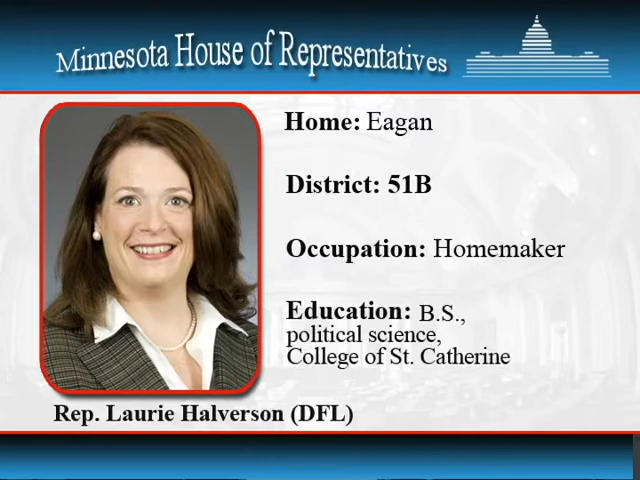 Minnesota House of Representatives
Home: Eagan
District: 51B
Occupation: Homemaker
Education: B.S.,
political science,
College of St. Catherine
Rep. Laurie Halverson (DFL)